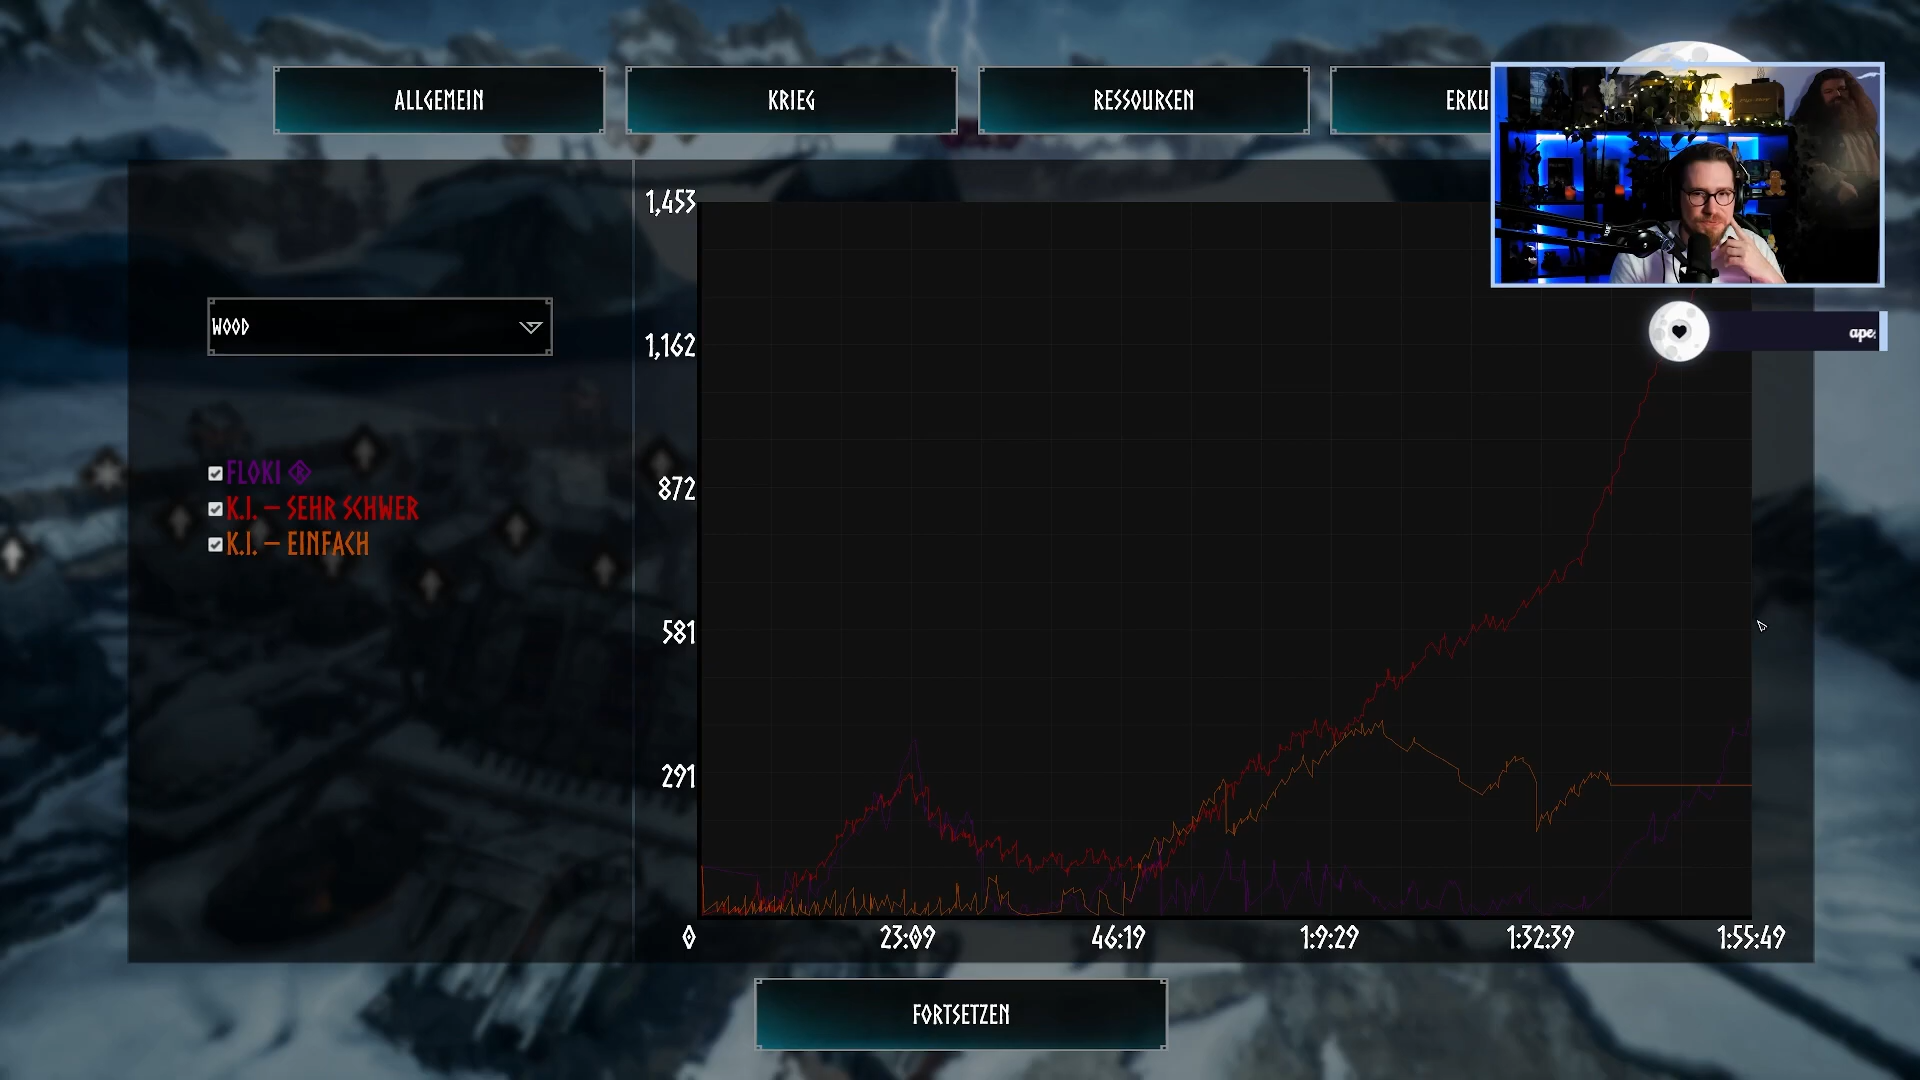 ALLGEMEIN
KRIEG
RESSOURCEN
ERKU
WOOD
FLOKI ®
K.I. – SEHR SCHWER
K.I. – EINFACH
1,453
1,162
872
581
291
0
23:09
46:19
1:9:29
1:32:39
1:55:49
ape
FORTSETZEN